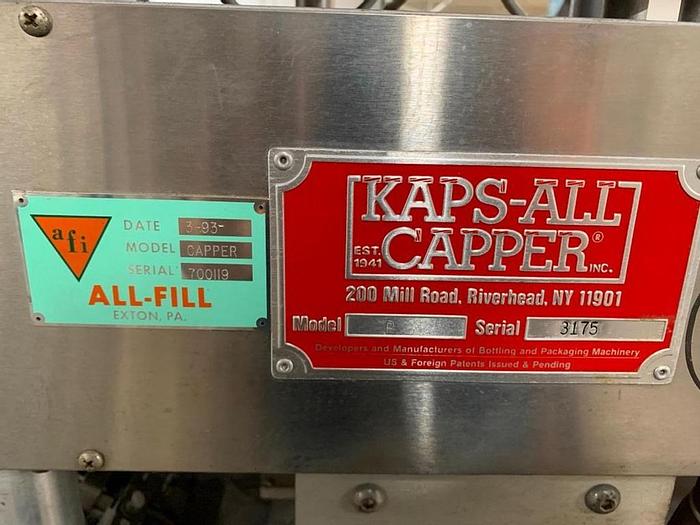 afi
DATE 3-93-
MODEL CAPPER
SERIAL 700119
ALL-FILL
EXTON, PA.
KAPS-ALL
EST. 1941 CAPPER® INC.
200 Mill Road, Riverhead, NY 11901
Model A Serial 3175
Developers and Manufacturers of Bottling and Packaging Machinery
US & Foreign Patents Issued & Pending